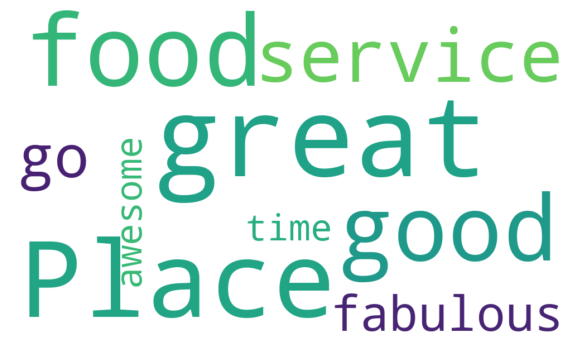 food
service
great
go
awesome
time
good
Place
fabulous